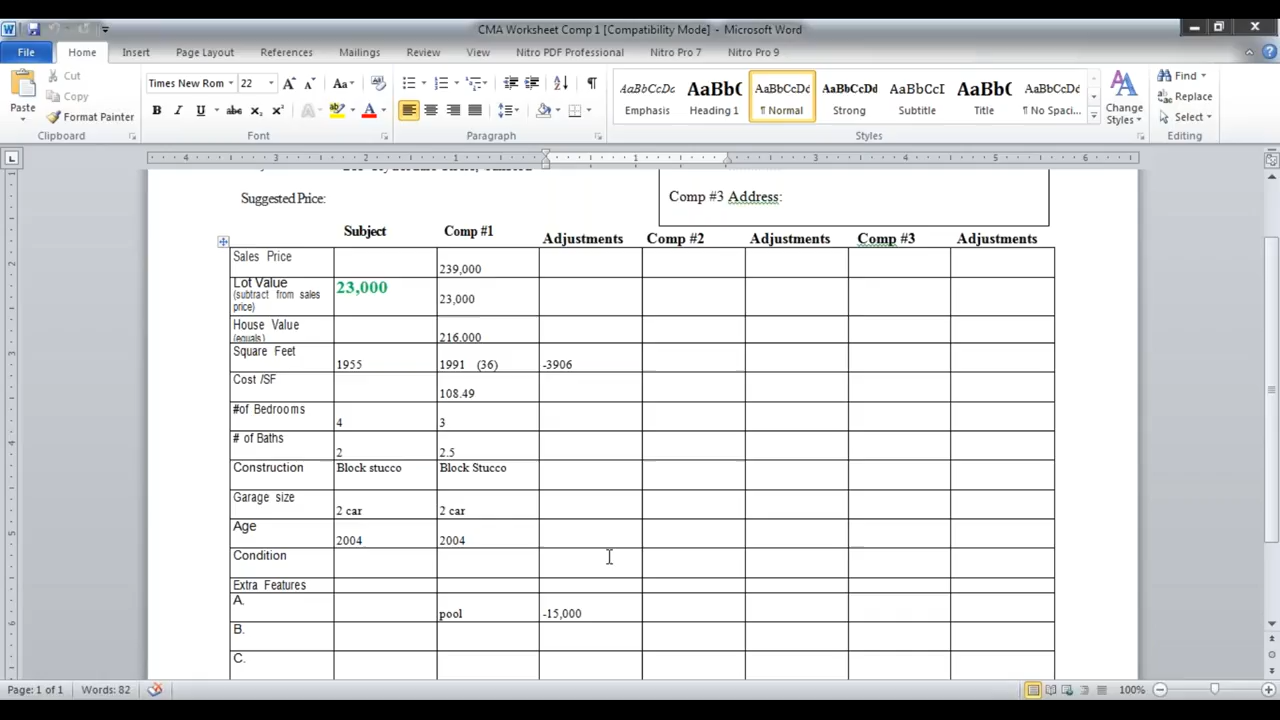 CMA Worksheet Comp 1 [Compatibility Mode] - Microsoft Word
File Home Insert Page Layout References Mailings Review View Nitro PDF Professional Nitro Pro 7 Nitro Pro 9
Paste
Cut
Copy
Format Painter
Clipboard
Times New Rom 22
Font
Paragraph
AaBbCcDd AaBb( AaBbCcDd AaBbCcDd AaBbCcI AaBb( AaBbCcDd
Emphasis Heading 1 ¶ Normal Strong Subtitle Title ¶ No Spaci...
Change Styles
Styles
Find
Replace
Select
Editing
Suggested Price:
Comp #3 Address:
Subject Comp #1 Adjustments Comp #2 Adjustments Comp #3 Adjustments
Sales Price 239,000
Lot Value (subtract from sales price) 23,000 23,000
House Value (equals) 216.000
Square Feet 1955 1991 (36) -3906
Cost /SF 108.49
#of Bedrooms 4 3
# of Baths 2 2.5
Construction Block stucco Block Stucco
Garage size 2 car 2 car
Age 2004 2004
Condition
Extra Features
A. pool -15,000
B.
C.
Page: 1 of 1 Words: 82 100%